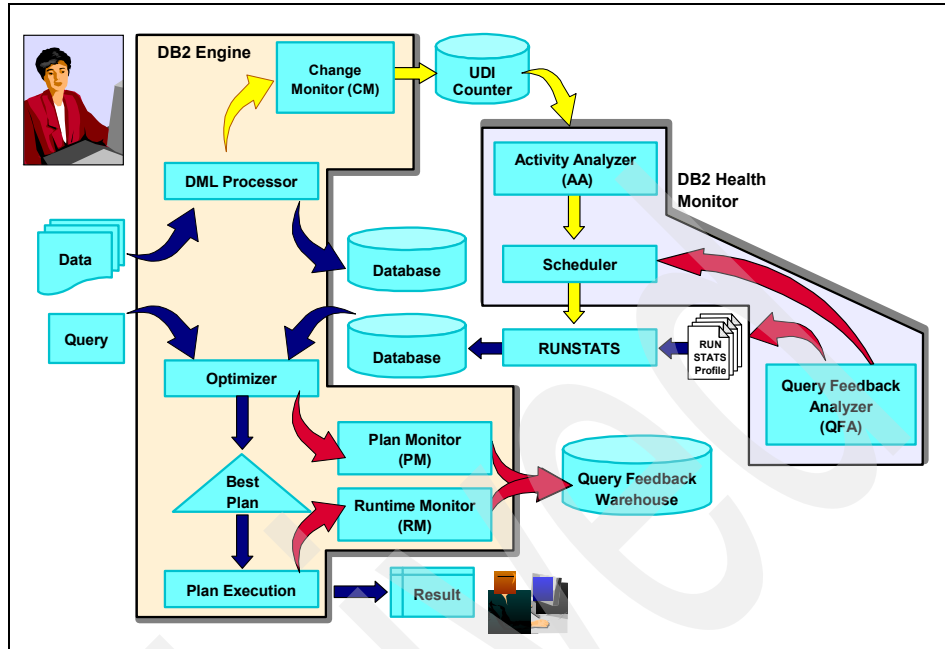 DB2 Engine
Change
Monitor (CM)
UDI
Counter
Activity Analyzer
(AA)
DB2 Health
Monitor
DML Processor
Data
Database
Scheduler
Query
Database
RUNSTATS
RUN
STATS
Profile
Optimizer
Query Feedback
Analyzer
(QFA)
Plan Monitor
(PM)
Best
Plan
Query Feedback
Warehouse
Runtime Monitor
(RM)
Plan Execution
Result